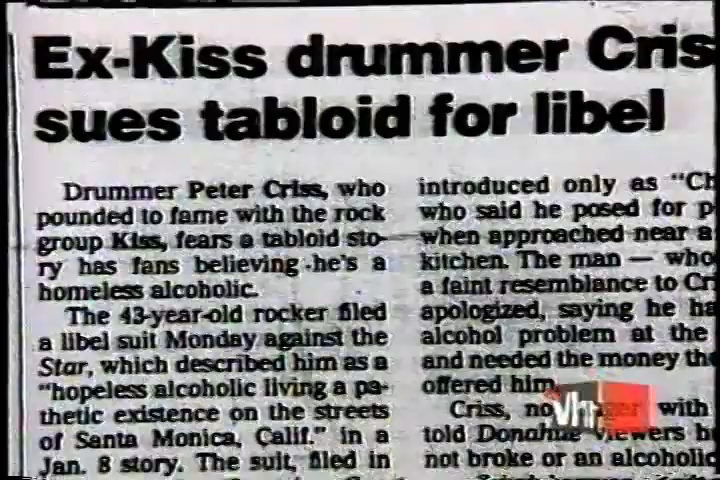 Ex-Kiss drummer Cris
sues tabloid for libel
Drummer Peter Criss, who
pounded to fame with the rock
group Kiss, fears a tabloid sto-
ry has fans believing he's a
homeless alcoholic.
The 43-year-old rocker filed
a libel suit Monday against the
Star, which described him as a
"hopeless alcoholic living a pa-
thetic existence on the streets
of Santa Monica, Calif." in a
Jan. 8 story. The suit, filed in
introduced only as "Ch
who said he posed for p
when approached near a
kitchen. The man — who
a faint resemblance to Cri
apologized, saying he ha
alcohol problem at the
and needed the money the
offered him.
Criss, no with
told Donahue viewers h
not broke or an alcoholic
VH1